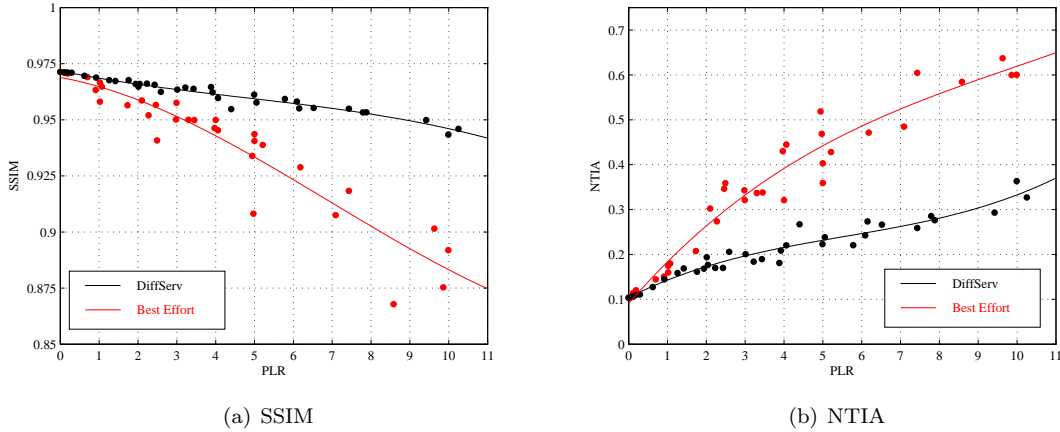 1
0.975
0.95
0.925
0.9
0.875
0.85
SSIM
0 1 2 3 4 5 6 7 8 9 10 11
PLR
DiffServ
Best Effort
(a) SSIM
0.7
0.6
0.5
0.4
0.3
0.2
0.1
0
NTIA
0 1 2 3 4 5 6 7 8 9 10 11
PLR
DiffServ
Best Effort
(b) NTIA